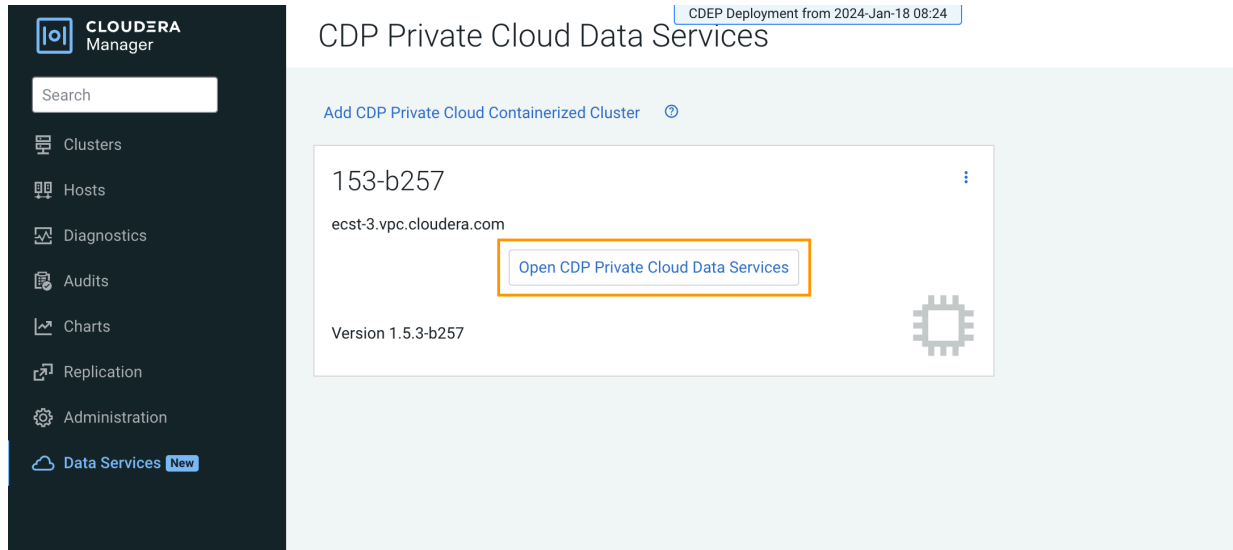 CLOUDERA
Manager
CDEP Deployment from 2024-Jan-18 08:24
CDP Private Cloud Data Services
Search
Clusters
Hosts
Diagnostics
Audits
Charts
Replication
Administration
Data Services New
Add CDP Private Cloud Containerized Cluster
153-b257
ecst-3.vpc.cloudera.com
Open CDP Private Cloud Data Services
Version 1.5.3-b257